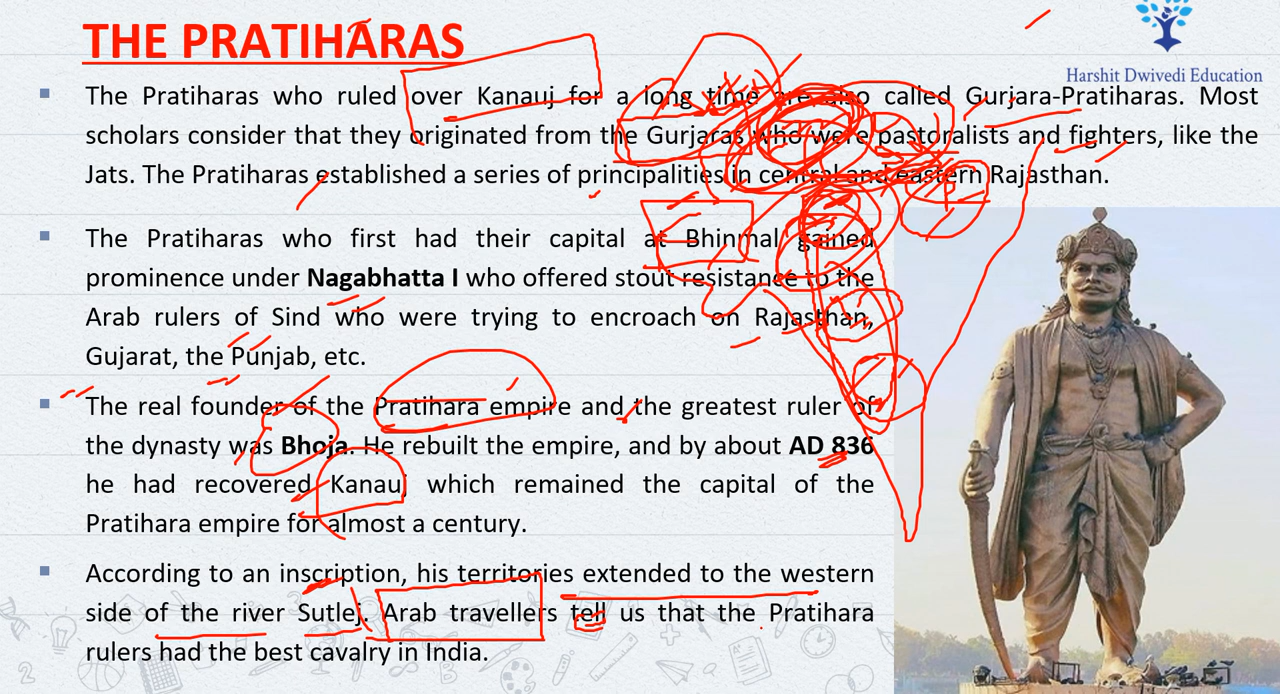 THE PRATIHARAS
Harshit Dwivedi Education
The Pratiharas who ruled over Kanauj for a long time are also called Gurjara-Pratiharas. Most
scholars consider that they originated from the Gurjaras who were pastoralists and fighters, like the
Jats. The Pratiharas established a series of principalities in central and eastern Rajasthan.
The Pratiharas who first had their capital at Bhinmal gained
prominence under Nagabhatta I who offered stout resistance to the
Arab rulers of Sind who were trying to encroach on Rajasthan,
Gujarat, the Punjab, etc.
The real founder of the Pratihara empire and the greatest ruler of
the dynasty was Bhoja. He rebuilt the empire, and by about AD 836
he had recovered Kanauj which remained the capital of the
Pratihara empire for almost a century.
According to an inscription, his territories extended to the western
side of the river Sutlej. Arab travellers tell us that the Pratihara
rulers had the best cavalry in India.